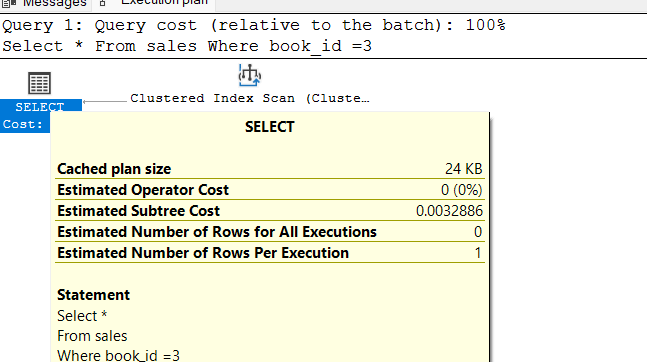 Messages Execution plan
Query 1: Query cost (relative to the batch): 100%
Select * From sales Where book_id =3
Clustered Index Scan (Cluste…
SELECT
Cost:
SELECT
Cached plan size 24 KB
Estimated Operator Cost 0 (0%)
Estimated Subtree Cost 0.0032886
Estimated Number of Rows for All Executions 0
Estimated Number of Rows Per Execution 1
Statement
Select *
From sales
Where book_id =3